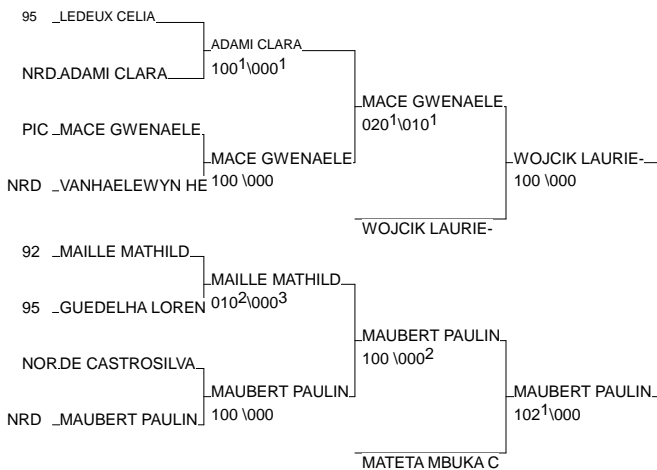 95 LEDEUX CELIA
ADAMI CLARA
NRD ADAMI CLARA
100¹\000¹
MACE GWENAELE
020¹\010¹
PIC MACE GWENAELE
MACE GWENAELE
100 \000
NRD VANHAELEWYN HE
WOJCIK LAURIE-
100 \000
WOJCIK LAURIE-
92 MAILLE MATHILD
MAILLE MATHILD
010²\000³
95 GUEDELHA LOREN
MAUBERT PAULIN
100 \000²
NOR DE CASTROSILVA
MAUBERT PAULIN
100 \000
NRD MAUBERT PAULIN
MAUBERT PAULIN
102¹\000
MATETA MBUKA C